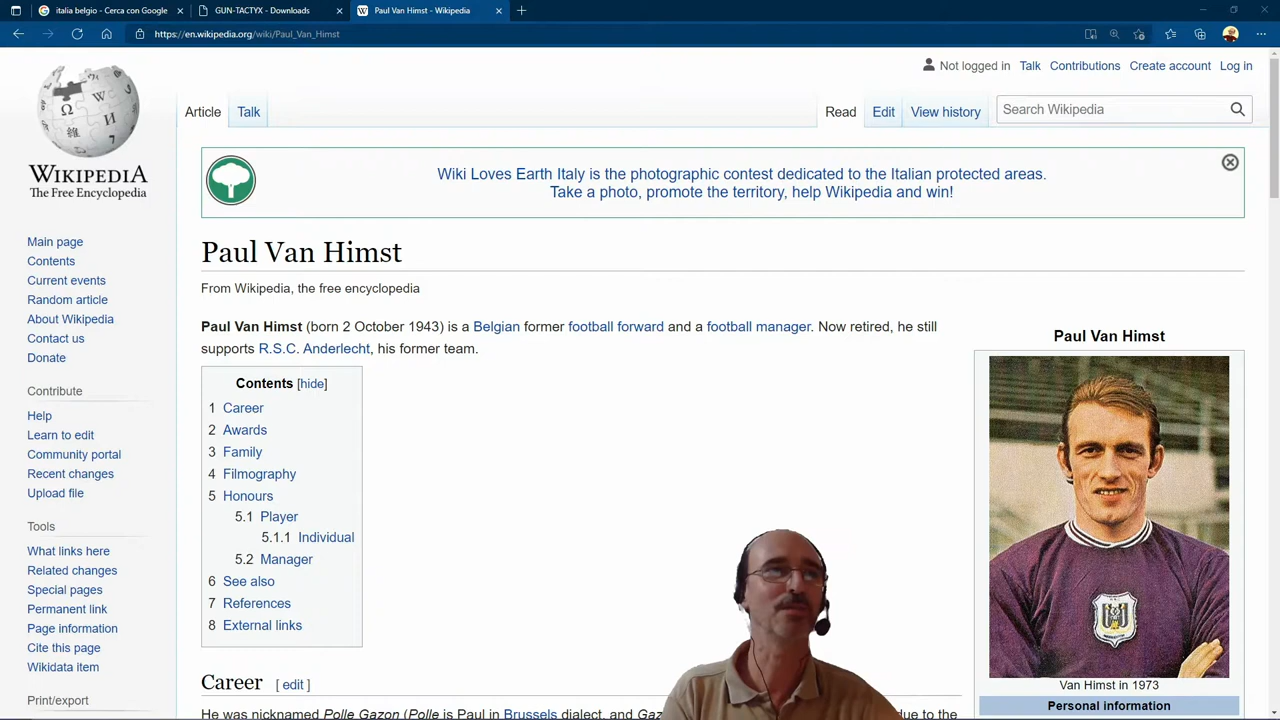 italia belgio - Cerca con Google
GUN-TACTYX - Downloads
Paul Van Himst - Wikipedia
https://en.wikipedia.org/wiki/Paul_Van_Himst
Not logged in Talk Contributions Create account Log in
Article Talk Read Edit View history Search Wikipedia
WIKIPEDIA
The Free Encyclopedia
Main page
Contents
Current events
Random article
About Wikipedia
Contact us
Donate
Contribute
Help
Learn to edit
Community portal
Recent changes
Upload file
Tools
What links here
Related changes
Special pages
Permanent link
Page information
Cite this page
Wikidata item
Print/export
Wiki Loves Earth Italy is the photographic contest dedicated to the Italian protected areas.
Take a photo, promote the territory, help Wikipedia and win!
Paul Van Himst
From Wikipedia, the free encyclopedia
Paul Van Himst (born 2 October 1943) is a Belgian former football forward and a football manager. Now retired, he still
supports R.S.C. Anderlecht, his former team.
Contents [hide]
1 Career
2 Awards
3 Family
4 Filmography
5 Honours
5.1 Player
5.1.1 Individual
5.2 Manager
6 See also
7 References
8 External links
Career [ edit ]
He was nicknamed Polle Gazon (Polle is Paul in Brussels dialect, and Gaz due to the
Paul Van Himst
Van Himst in 1973
Personal information